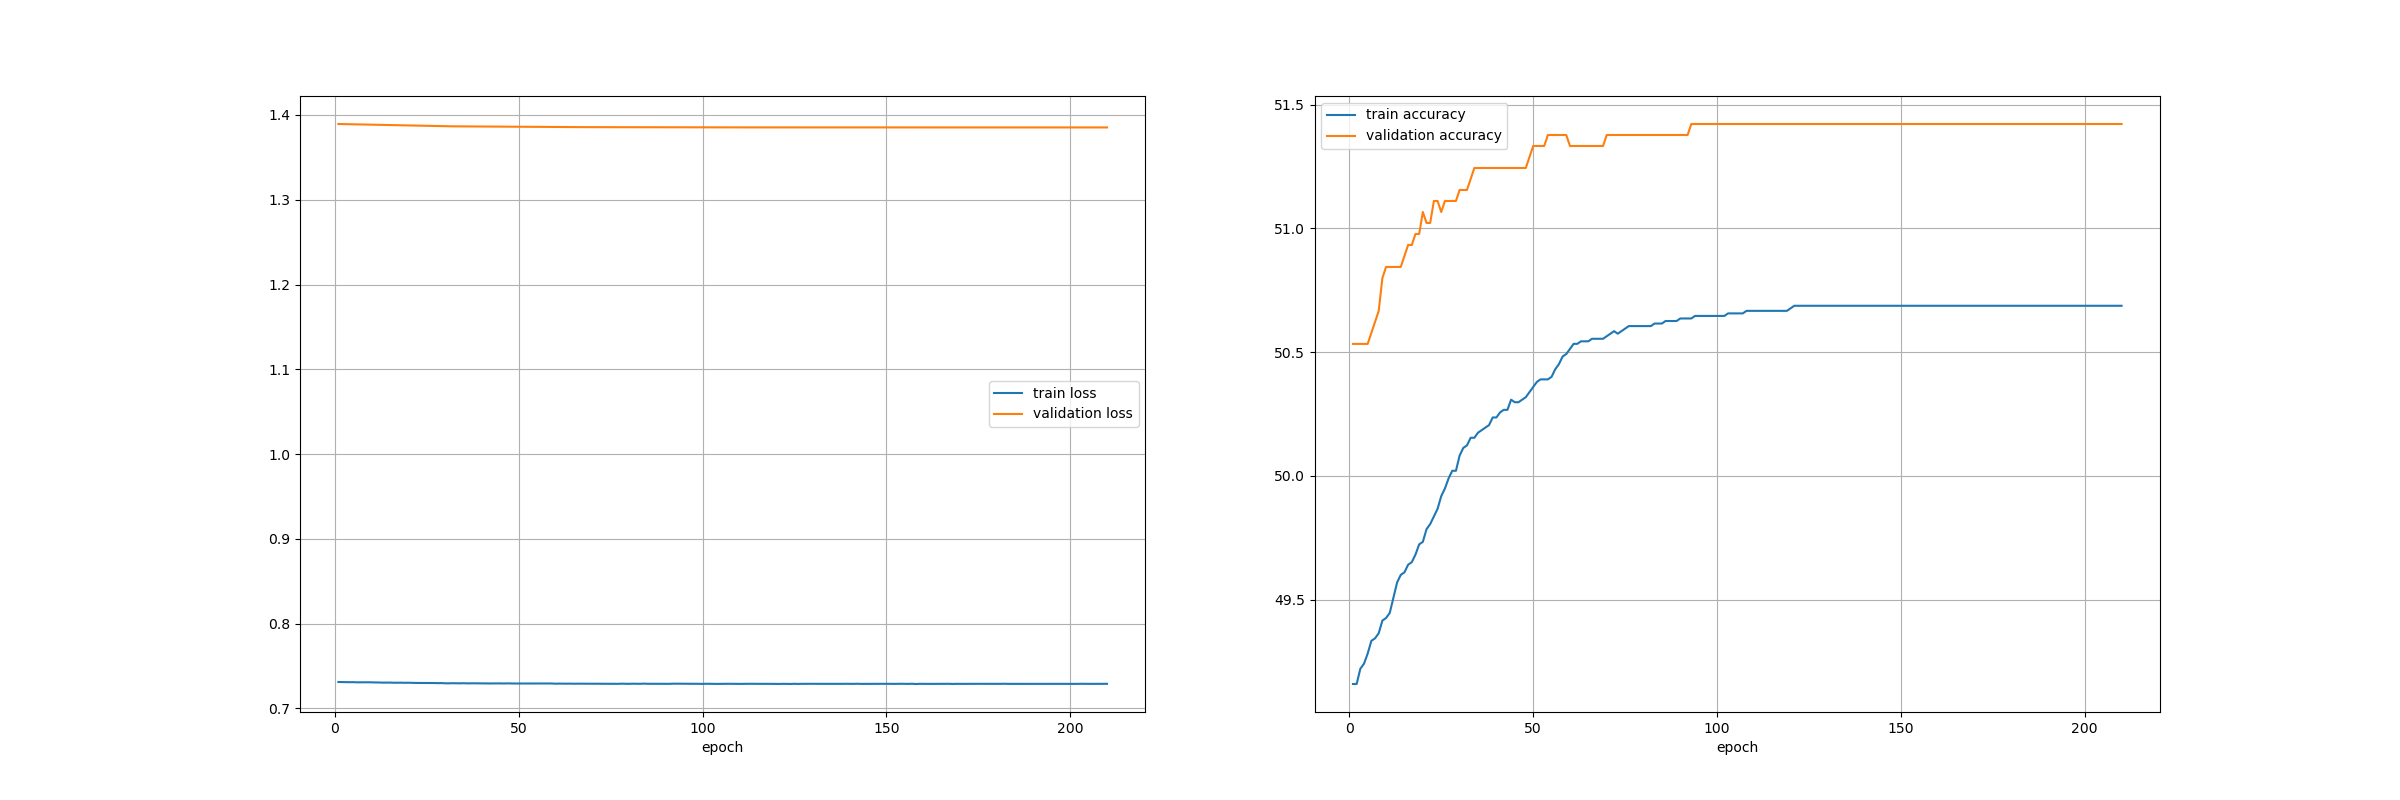 1.4
1.3
1.2
1.1
1.0
0.9
0.8
0.7
0 50 100 150 200
epoch
train loss
validation loss
51.5
51.0
50.5
50.0
49.5
0 50 100 150 200
epoch
train accuracy
validation accuracy